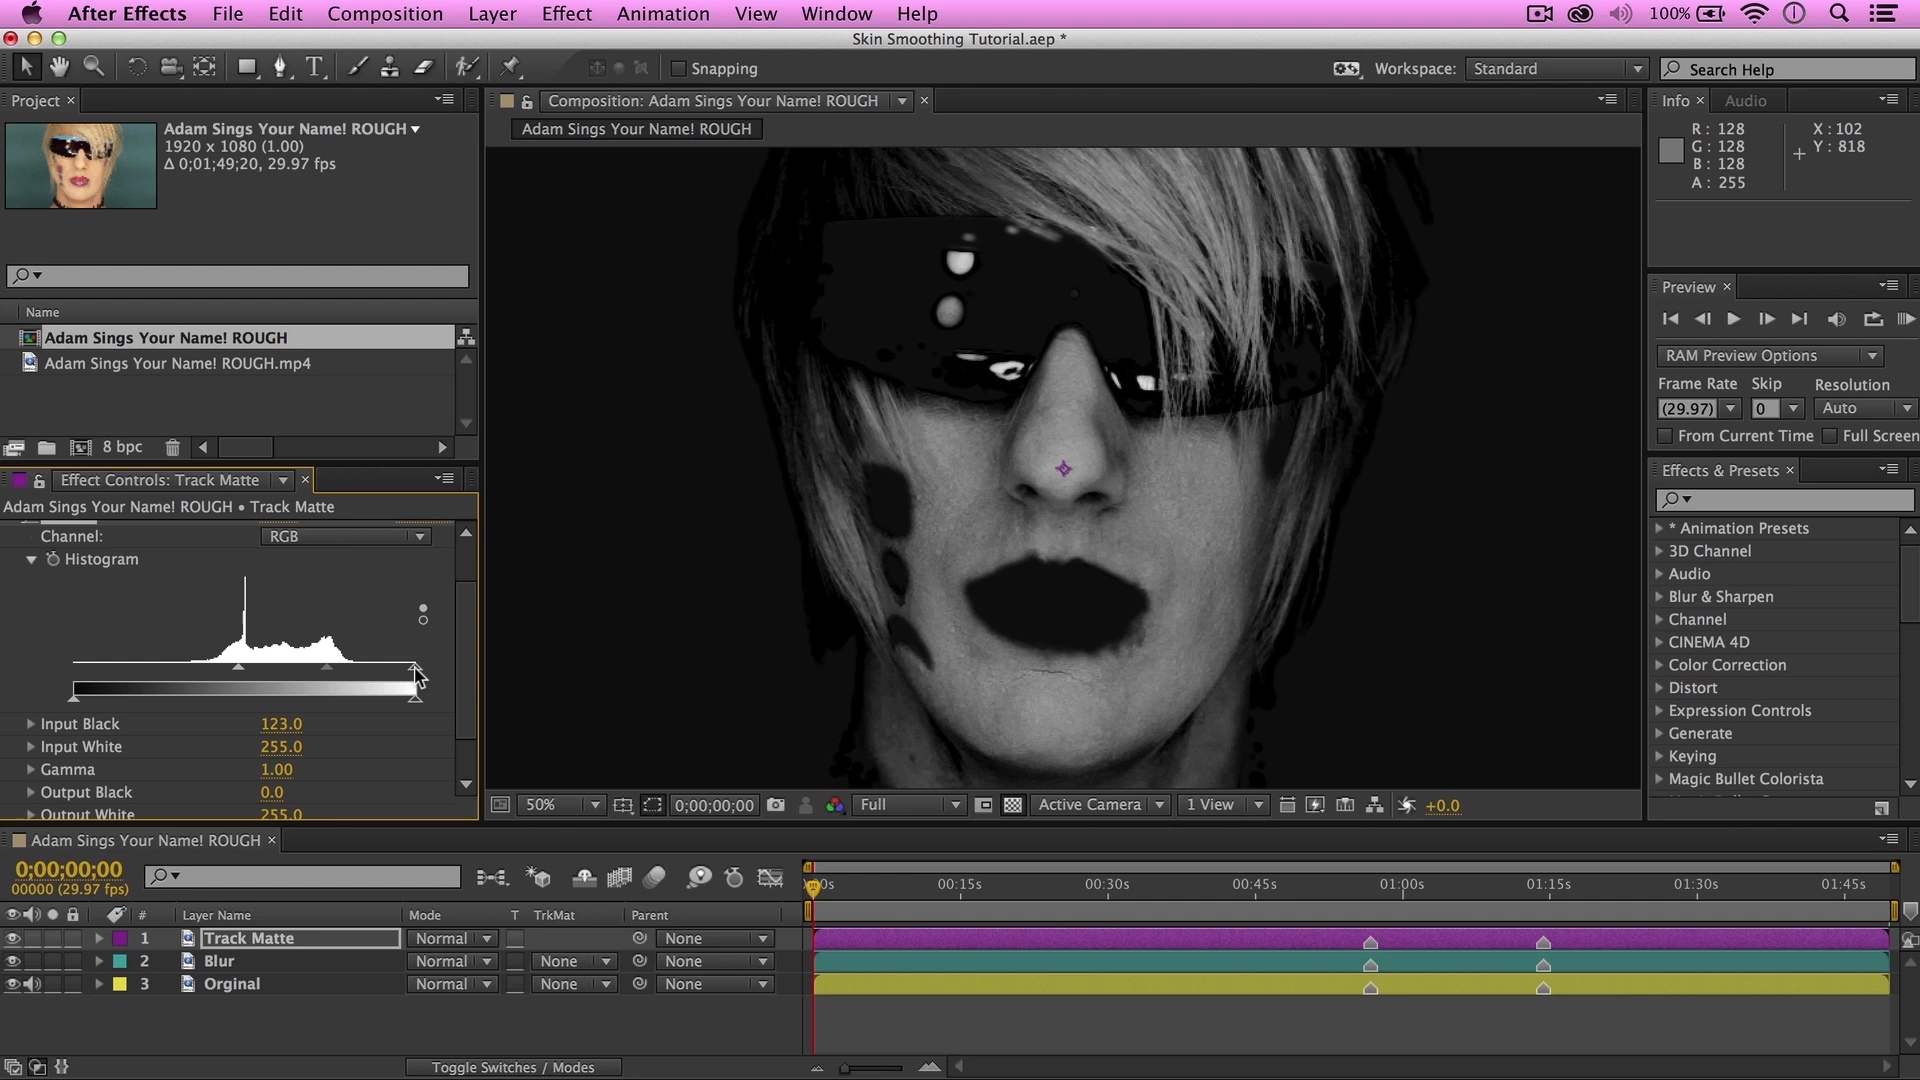 After Effects File Edit Composition Layer Effect Animation View Window Help 100%
Skin Smoothing Tutorial.aep *
Snapping Workspace: Standard Search Help
Project ×
Adam Sings Your Name! ROUGH
1920 x 1080 (1.00)
Δ 0;01;49;20, 29.97 fps
Name
Adam Sings Your Name! ROUGH
Adam Sings Your Name! ROUGH.mp4
8 bpc
Effect Controls: Track Matte ×
Adam Sings Your Name! ROUGH • Track Matte
Channel: RGB
Histogram
Input Black 123.0
Input White 255.0
Gamma 1.00
Output Black 0.0
Output White 255.0
Composition: Adam Sings Your Name! ROUGH ×
Adam Sings Your Name! ROUGH
50% 0;00;00;00 Full Active Camera 1 View +0.0
Info × Audio
R: 128 X: 102
G: 128 Y: 818
B: 128
A: 255
Preview ×
RAM Preview Options
Frame Rate Skip Resolution
(29.97) 0 Auto
From Current Time Full Screen
Effects & Presets ×
* Animation Presets
3D Channel
Audio
Blur & Sharpen
Channel
CINEMA 4D
Color Correction
Distort
Expression Controls
Generate
Keying
Magic Bullet Colorista
Adam Sings Your Name! ROUGH ×
0;00;00;00
00000 (29.97 fps)
00s 00:15s 00:30s 00:45s 01:00s 01:15s 01:30s 01:45s
# Layer Name Mode T TrkMat Parent
1 Track Matte Normal None
2 Blur Normal None None
3 Orginal Normal None None
Toggle Switches / Modes